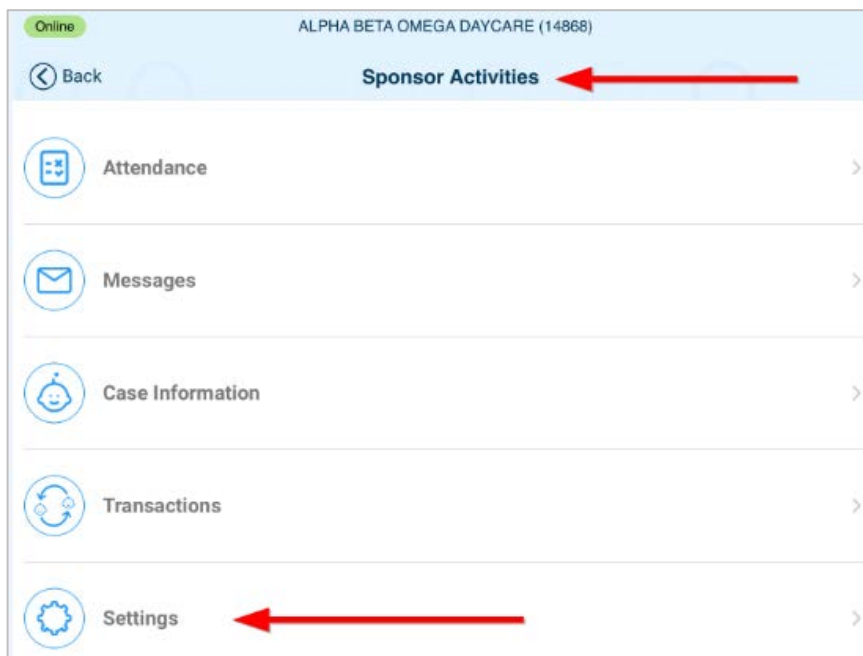 Online
ALPHA BETA OMEGA DAYCARE (14868)
Back
Sponsor Activities
Attendance
Messages
Case Information
Transactions
Settings